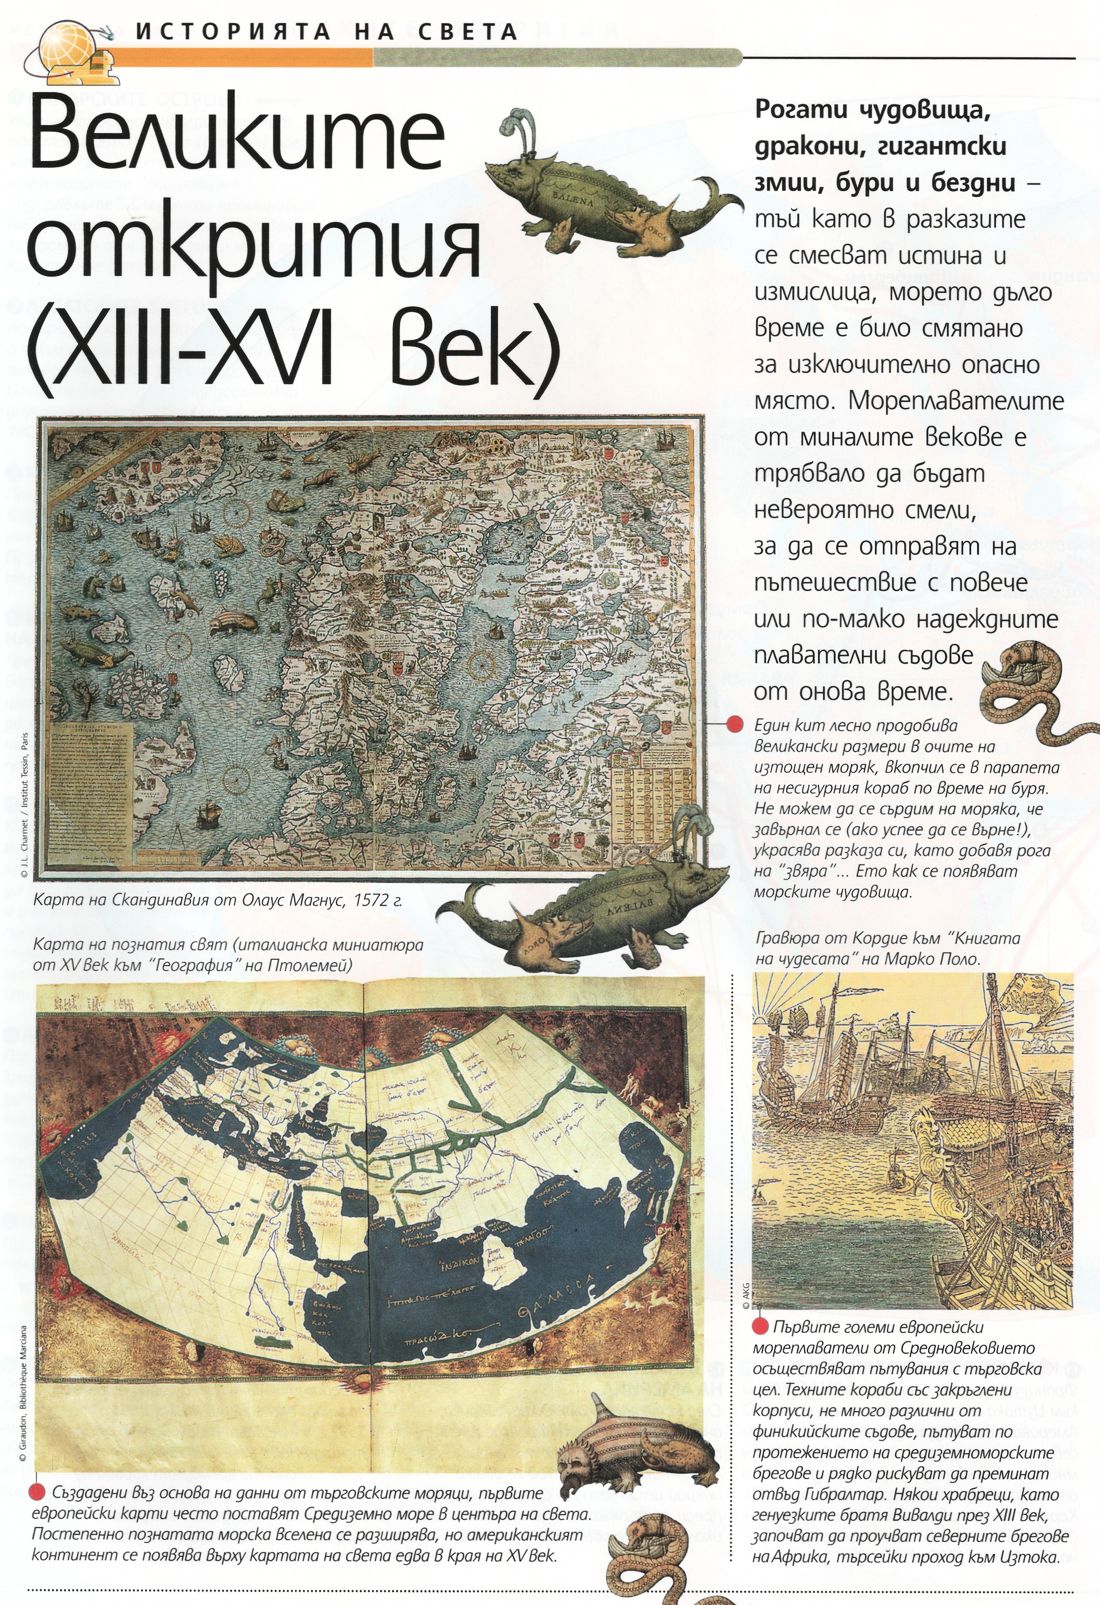 ИСТОРИЯТА НА СВЕТА
Великите
открития
(XIII-XVI век)
BALENA
ORCA
Рогати чудовища,
дракони, гигантски
змии, бури и бездни –
тъй като в разказите
се смесват истина и
измислица, морето дълго
време е било смятано
за изключително опасно
място. Мореплавателите
от миналите векове е
трябвало да бъдат
невероятно смели,
за да се отправят на
пътешествие с повече
или по-малко надеждните
плавателни съдове
от онова време.
© J.L. Charmet / Institut Tessin, Paris
Един кит лесно продобива
великански размери в очите на
изтощен моряк, вкопчил се в парапета
на несигурния кораб по време на буря.
Не можем да се сърдим на моряка, че
завърнал се (ако успее да се върне!),
украсява разказа си, като добавя рога
на “звяра”... Ето как се появяват
морските чудовища.
Карта на Скандинавия от Олаус Магнус, 1572 г.
BALENA
ORCA
Карта на познатия свят (италианска миниатюра
от XV век към “География” на Птолемей)
Гравюра от Кордие към “Книгата
на чудесата” на Марко Поло.
ΘΑΛΑССΑ
© Giraudon, Bibliothèque Marciana
© AKG
Създадени въз основа на данни от търговските моряци, първите
европейски карти често поставят Средиземно море в центъра на света.
Постепенно познатата морска вселена се разширява, но американският
континент се появява върху картата на света едва в края на XV век.
Първите големи европейски
мореплаватели от Средновековието
осъществяват пътувания с търговска
цел. Техните кораби със закръглени
корпуси, не много различни от
финикийските съдове, пътуват по
протежението на средиземноморските
брегове и рядко рискуват да преминат
отвъд Гибралтар. Някои храбреци, като
генуезките братя Вивалди през XIII век,
започват да проучват северните брегове
на Африка, търсейки проход към Изтока.